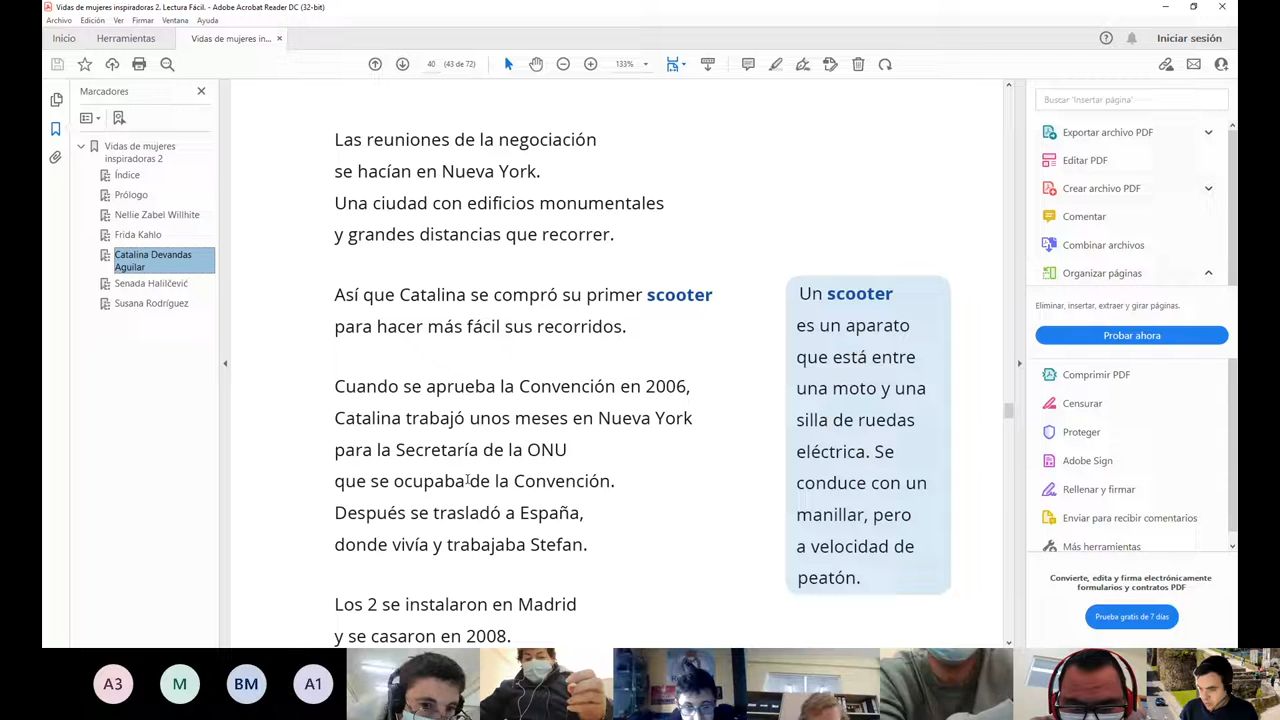 Vidas de mujeres inspiradoras 2. Lectura Fácil. - Adobe Acrobat Reader DC (32-bit)
Archivo Edición Ver Firmar Ventana Ayuda
Inicio Herramientas Vidas de mujeres in... × Iniciar sesión
40 (43 de 72) 133%
Marcadores
Vidas de mujeres
inspiradoras 2
Índice
Prólogo
Nellie Zabel Willhite
Frida Kahlo
Catalina Devandas
Aguilar
Senada Halilčević
Susana Rodríguez
Las reuniones de la negociación
se hacían en Nueva York.
Una ciudad con edificios monumentales
y grandes distancias que recorrer.
Así que Catalina se compró su primer scooter
para hacer más fácil sus recorridos.
Cuando se aprueba la Convención en 2006,
Catalina trabajó unos meses en Nueva York
para la Secretaría de la ONU
que se ocupaba de la Convención.
Después se trasladó a España,
donde vivía y trabajaba Stefan.
Los 2 se instalaron en Madrid
y se casaron en 2008.
Un scooter
es un aparato
que está entre
una moto y una
silla de ruedas
eléctrica. Se
conduce con un
manillar, pero
a velocidad de
peatón.
Buscar 'Insertar página'
Exportar archivo PDF
Editar PDF
Crear archivo PDF
Comentar
Combinar archivos
Organizar páginas
Eliminar, insertar, extraer y girar páginas.
Probar ahora
Comprimir PDF
Censurar
Proteger
Adobe Sign
Rellenar y firmar
Enviar para recibir comentarios
Más herramientas
Convierte, edita y firma electrónicamente
formularios y contratos PDF
Prueba gratis de 7 días
A3 M BM A1